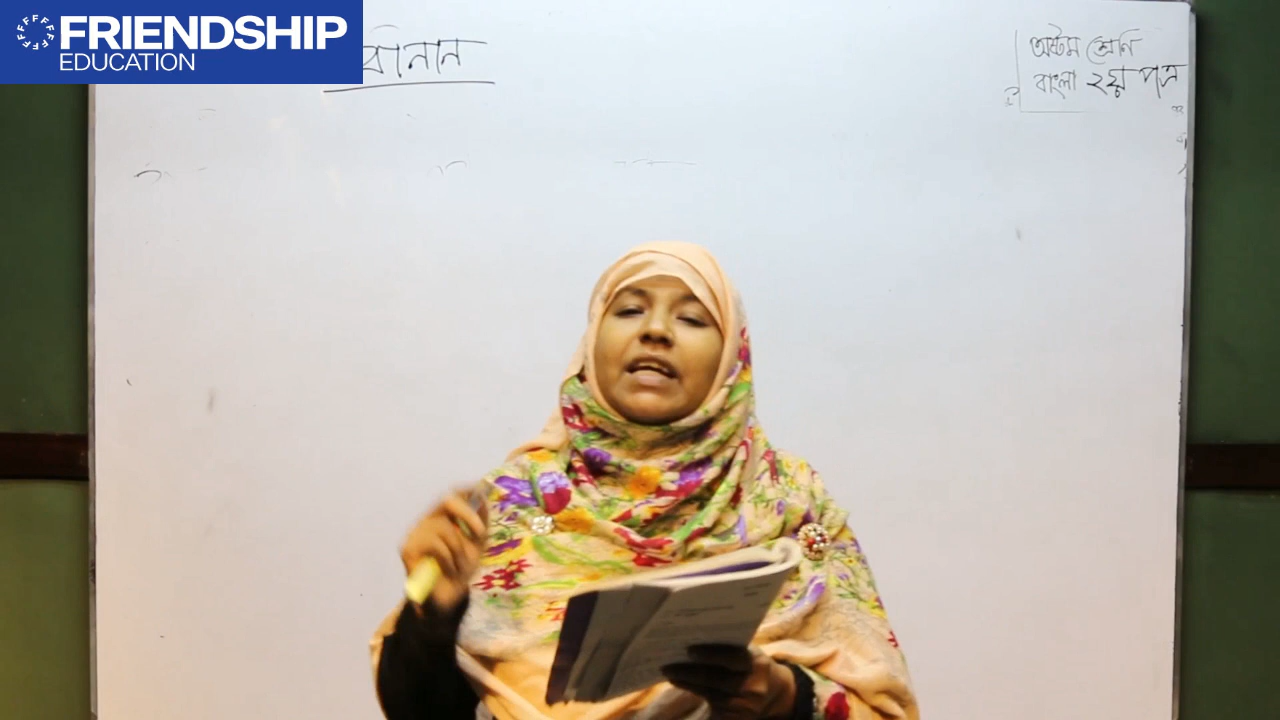 FRIENDSHIP
EDUCATION
বানান
অষ্টম শ্রেণি
বাংলা ২য় পত্র